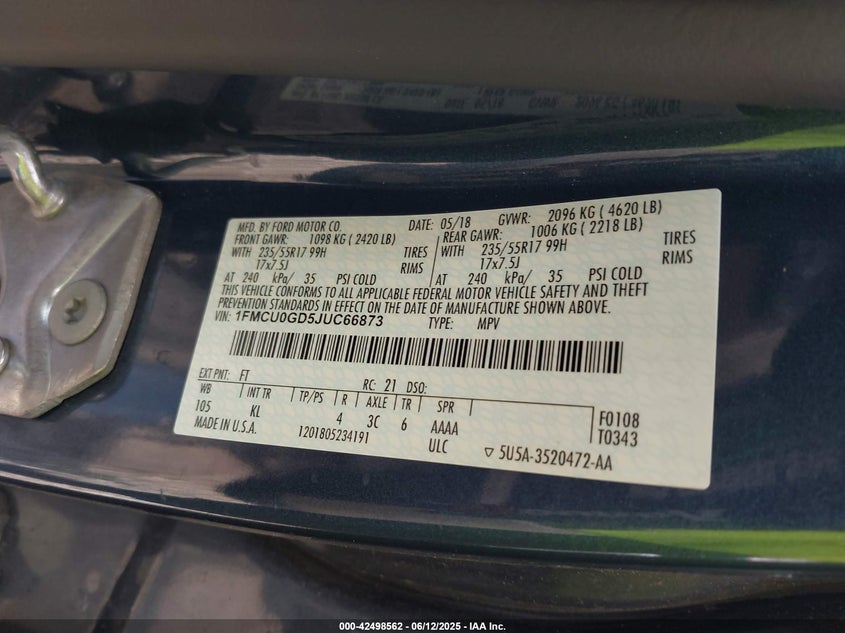 MFD. BY FORD MOTOR CO. DATE: 05/18 GVWR: 2096 KG ( 4620 LB)
FRONT GAWR: 1098 KG ( 2420 LB) REAR GAWR: 1006 KG ( 2218 LB)
WITH 235/55R17 99H TIRES WITH 235/55R17 99H TIRES
17x7.5J RIMS 17x7.5J RIMS
AT 240 kPa/ 35 PSI COLD AT 240 kPa/ 35 PSI COLD
THIS VEHICLE CONFORMS TO ALL APPLICABLE FEDERAL MOTOR VEHICLE SAFETY AND THEFT
PREVENTION STANDARDS IN EFFECT ON THE DATE OF MANUFACTURE SHOWN ABOVE.
VIN: 1FMCU0GD5JUC66873 TYPE: MPV
EXT PNT: FT RC: 21 DSO:
WB INT TR TP/PS R AXLE TR SPR
105 KL 4 3C 6 AAAA F0108
MADE IN U.S.A. 1201805234191 ULC T0343
5U5A-3520472-AA
000-42498562 - 06/12/2025 - IAA Inc.